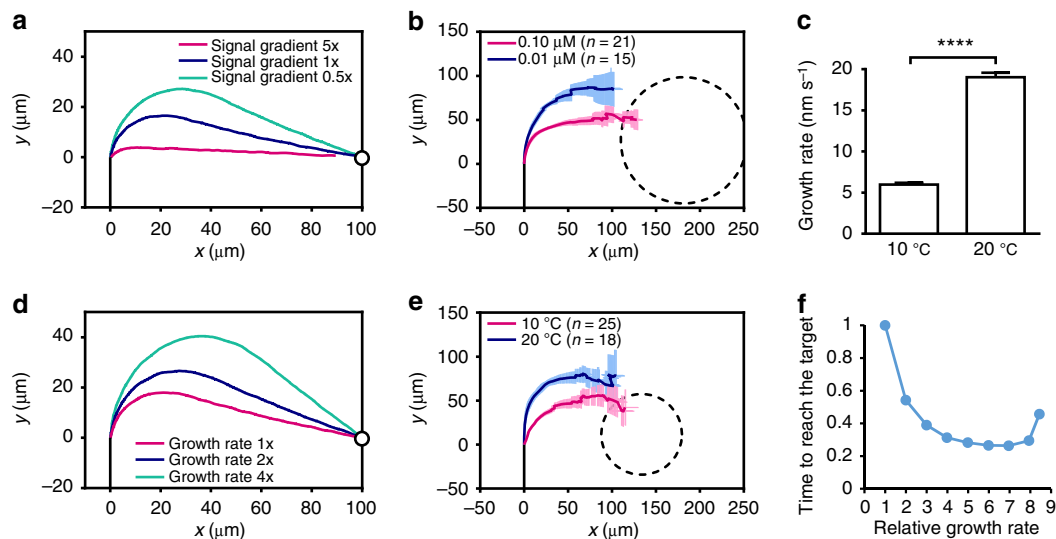 a
40
20
0
−20
y (μm)
Signal gradient 5x
Signal gradient 1x
Signal gradient 0.5x
0 20 40 60 80 100
x (μm)
b
150
100
50
0
−50
y (μm)
0.10 μM (n = 21)
0.01 μM (n = 15)
−50 0 50 100 150 200 250
x (μm)
c
20
15
10
5
0
Growth rate (nm s⁻¹)
****
10 °C 20 °C
d
40
20
0
−20
y (μm)
Growth rate 1x
Growth rate 2x
Growth rate 4x
0 20 40 60 80 100
x (μm)
e
150
100
50
0
−50
y (μm)
10 °C (n = 25)
20 °C (n = 18)
−50 0 50 100 150 200 250
x (μm)
f
1
0.8
0.6
0.4
0.2
0
Time to reach the target
0 1 2 3 4 5 6 7 8 9
Relative growth rate